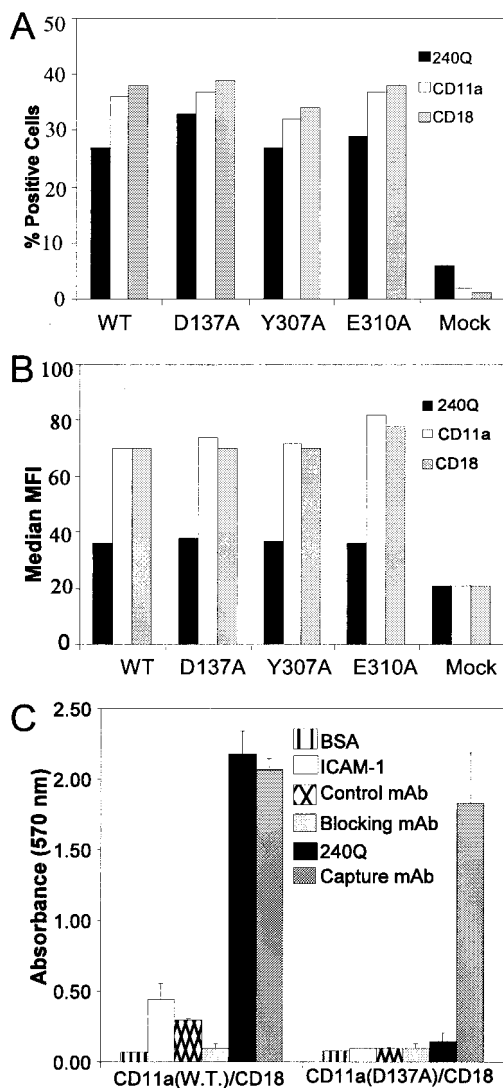 A
50
40
30
20
10
0
% Positive Cells
240Q
CD11a
CD18
WT D137A Y307A E310A Mock
B
100
80
60
40
20
0
Median MFI
240Q
CD11a
CD18
WT D137A Y307A E310A Mock
C
2.50
2.00
1.50
1.00
0.50
0.00
Absorbance (570 nm)
BSA
ICAM-1
Control mAb
Blocking mAb
240Q
Capture mAb
CD11a(W.T.)/CD18 CD11a(D137A)/CD18